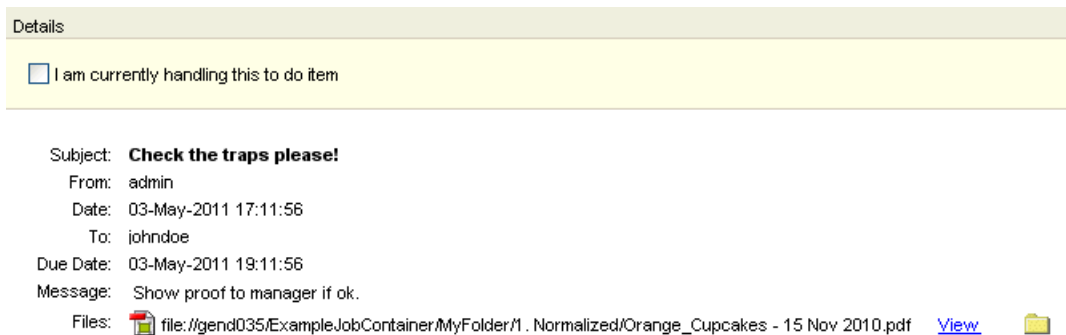 Details
I am currently handling this to do item
Subject: Check the traps please!
From: admin
Date: 03-May-2011 17:11:56
To: johndoe
Due Date: 03-May-2011 19:11:56
Message: Show proof to manager if ok.
Files: file://gend035/ExampleJobContainer/MyFolder/1. Normalized/Orange_Cupcakes - 15 Nov 2010.pdf View